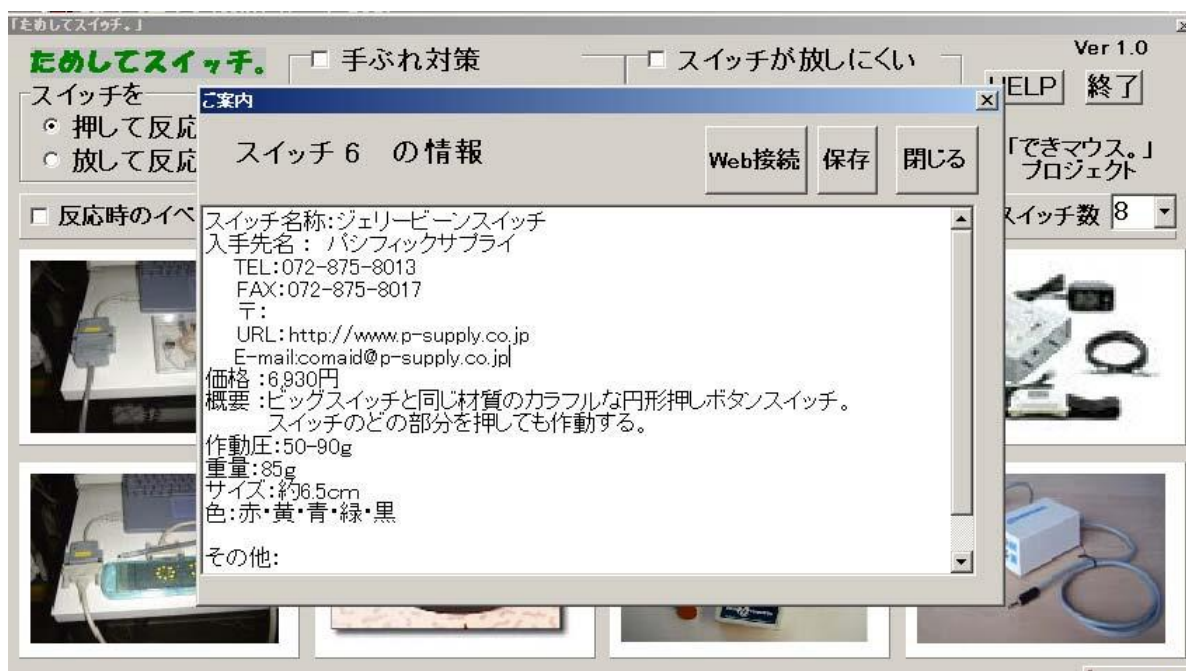 「ためしてスイッチ。」
ためしてスイッチ。
手ぶれ対策
スイッチが放しにくい
Ver 1.0
HELP
終了
スイッチを
押して反応
放して反応
「できマウス。」
プロジェクト
反応時のイベ
スイッチ数 8
ご案内
スイッチ6 の情報
Web接続
保存
閉じる
スイッチ名称:ジェリービーンスイッチ
入手先名: パシフィックサプライ
TEL:072-875-8013
FAX:072-875-8017
〒:
URL:http://www.p-supply.co.jp
E-mail:comaid@p-supply.co.jp
価格:6,930円
概要:ビッグスイッチと同じ材質のカラフルな円形押しボタンスイッチ。
スイッチのどの部分を押しても作動する。
作動圧:50-90g
重量:85g
サイズ:約6.5cm
色:赤・黄・青・緑・黒
その他: